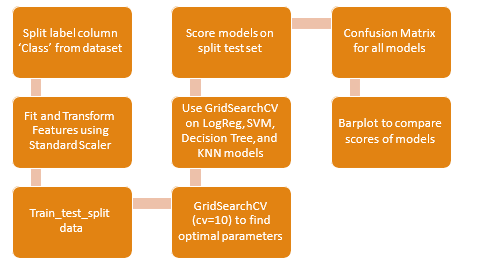 Split label column
‘Class’ from dataset
Fit and Transform
Features using
Standard Scaler
Train_test_split
data
GridSearchCV
(cv=10) to find
optimal parameters
Use GridSearchCV
on LogReg, SVM,
Decision Tree, and
KNN models
Score models on
split test set
Confusion Matrix
for all models
Barplot to compare
scores of models